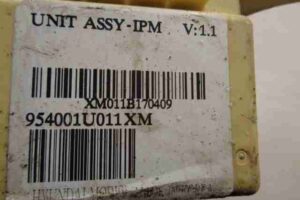 UNIT ASSY-IPM V:1.1
XM011B170409
954001U011XM